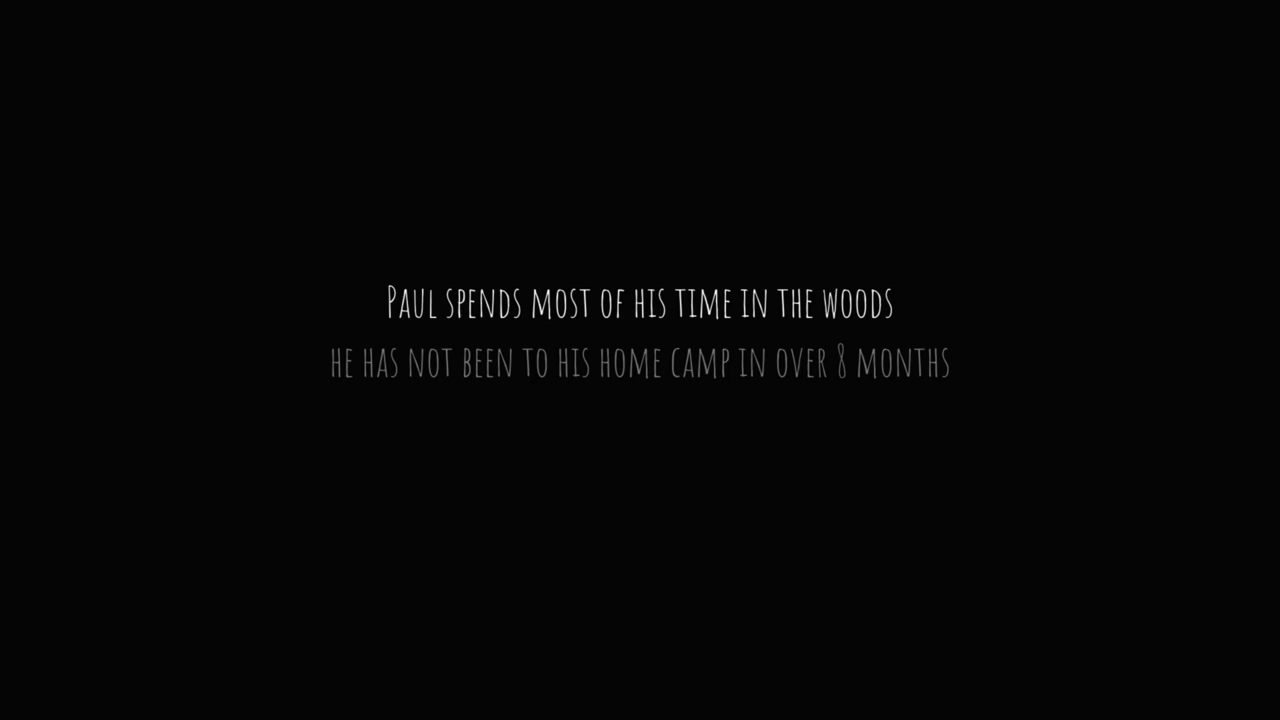 Paul spends most of his time in the woods
he has not been to his home camp in over 8 months